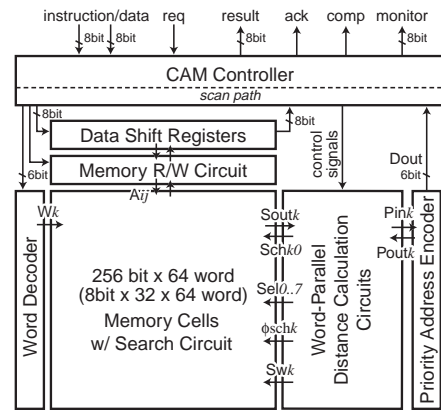 instruction/data req result ack comp monitor
8bit 8bit 8bit 8bit
CAM Controller
scan path
8bit 8bit
Data Shift Registers
Memory R/W Circuit
control signals
Dout
6bit 6bit
Aij
Wk
Word Decoder
256 bit x 64 word
(8bit x 32 x 64 word)
Memory Cells
w/ Search Circuit
Soutk
Schk0
Sel0..7
ϕschk
Swk
Word-Parallel
Distance Calculation
Circuits
Pink
Poutk
Priority Address Encoder